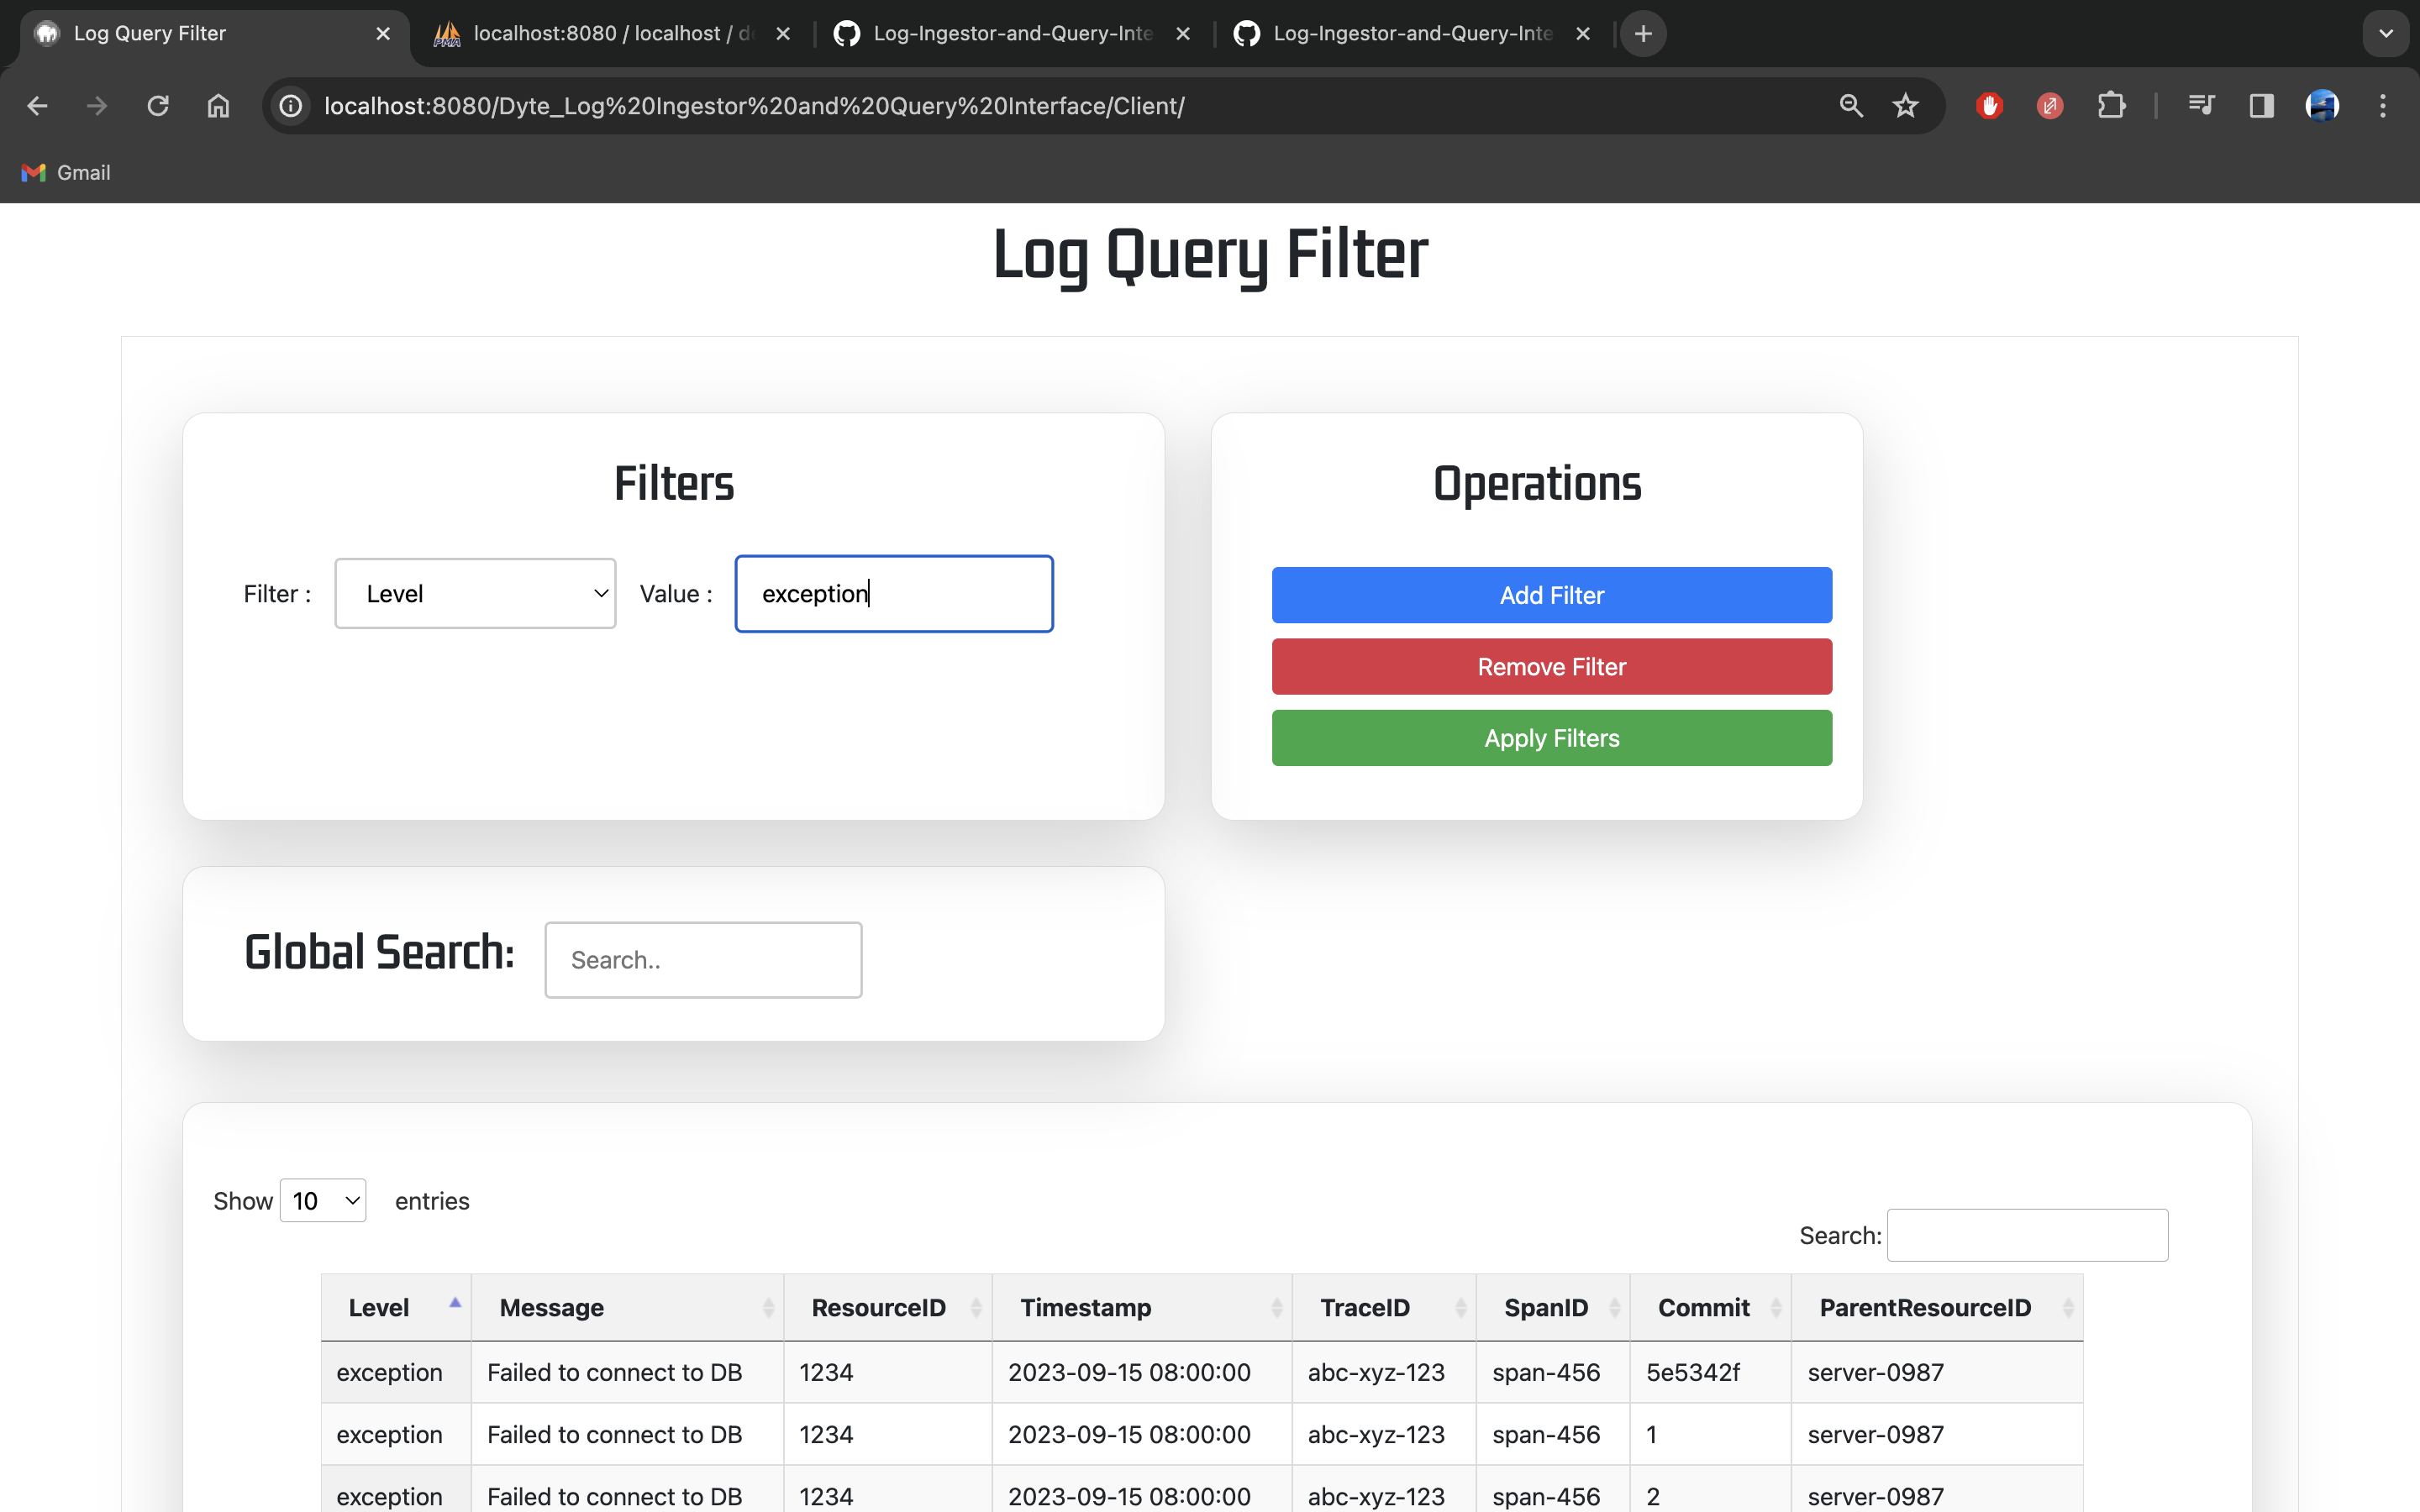 Log Query Filter
localhost:8080 / localhost / d
Log-Ingestor-and-Query-Inte
Log-Ingestor-and-Query-Inte
localhost:8080/Dyte_Log%20Ingestor%20and%20Query%20Interface/Client/
Gmail
Log Query Filter
Filters
Filter :
Level
Value :
exception
Operations
Add Filter
Remove Filter
Apply Filters
Global Search:
Search..
Show 10 entries
Search:
Level Message ResourceID Timestamp TraceID SpanID Commit ParentResourceID
exception Failed to connect to DB 1234 2023-09-15 08:00:00 abc-xyz-123 span-456 5e5342f server-0987
exception Failed to connect to DB 1234 2023-09-15 08:00:00 abc-xyz-123 span-456 1 server-0987
exception Failed to connect to DB 1234 2023-09-15 08:00:00 abc-xyz-123 span-456 2 server-0987